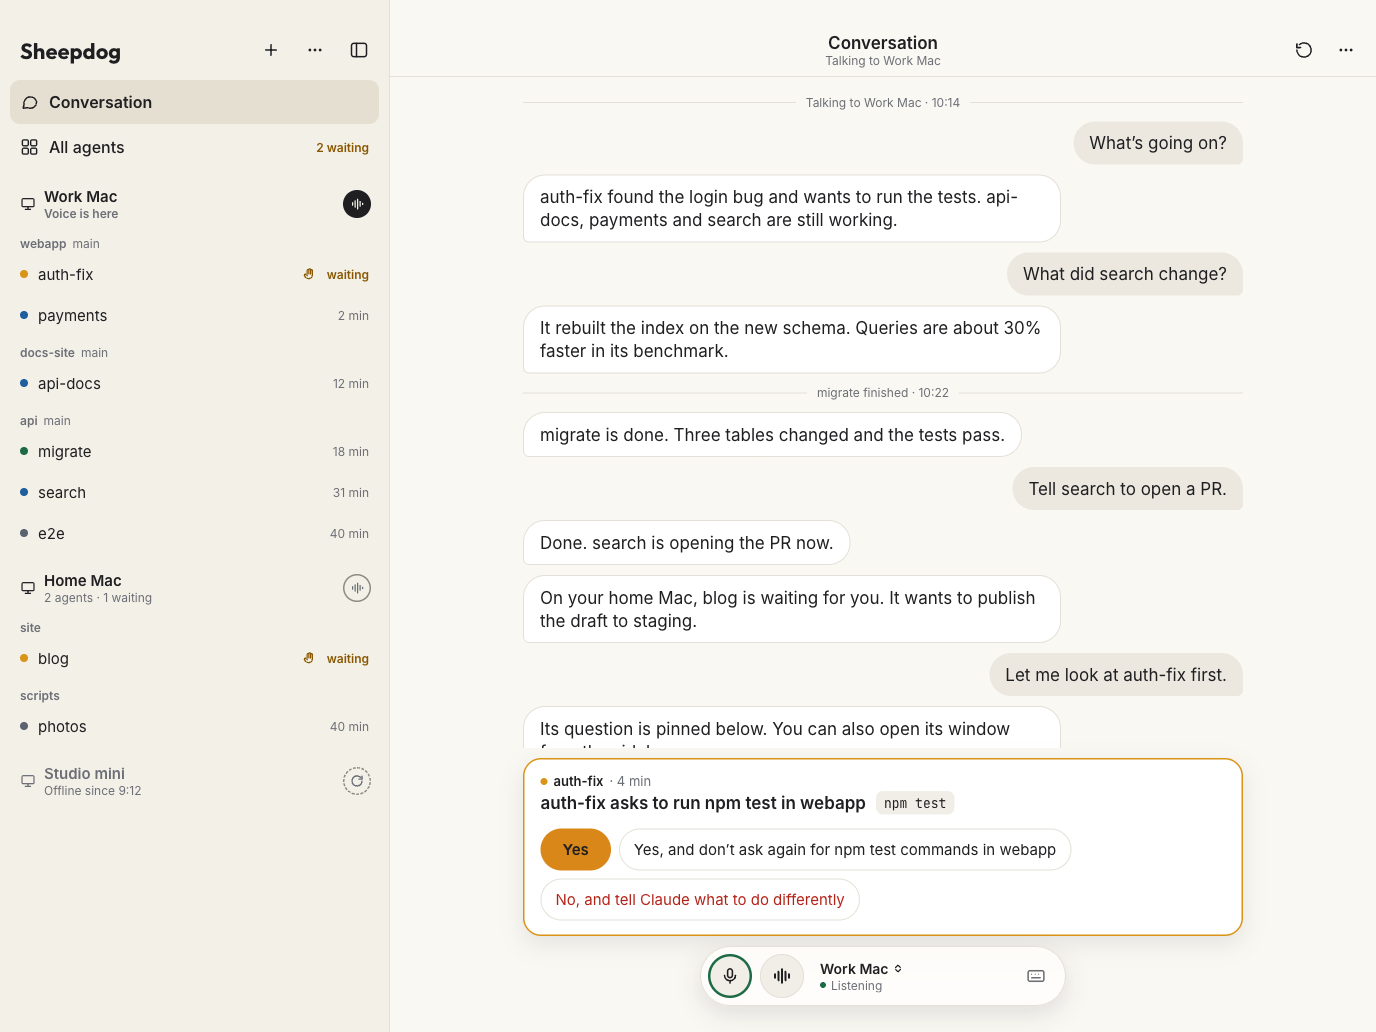 Sheepdog
Conversation
All agents
2 waiting
Work Mac
Voice is here
webapp main
auth-fix
waiting
payments
2 min
docs-site main
api-docs
12 min
api main
migrate
18 min
search
31 min
e2e
40 min
Home Mac
2 agents · 1 waiting
site
blog
waiting
scripts
photos
40 min
Studio mini
Offline since 9:12
Conversation
Talking to Work Mac
Talking to Work Mac · 10:14
What’s going on?
auth-fix found the login bug and wants to run the tests. api-
docs, payments and search are still working.
What did search change?
It rebuilt the index on the new schema. Queries are about 30%
faster in its benchmark.
migrate finished · 10:22
migrate is done. Three tables changed and the tests pass.
Tell search to open a PR.
Done. search is opening the PR now.
On your home Mac, blog is waiting for you. It wants to publish
the draft to staging.
Let me look at auth-fix first.
Its question is pinned below. You can also open its window
auth-fix · 4 min
auth-fix asks to run npm test in webapp npm test
Yes
Yes, and don’t ask again for npm test commands in webapp
No, and tell Claude what to do differently
Work Mac
Listening